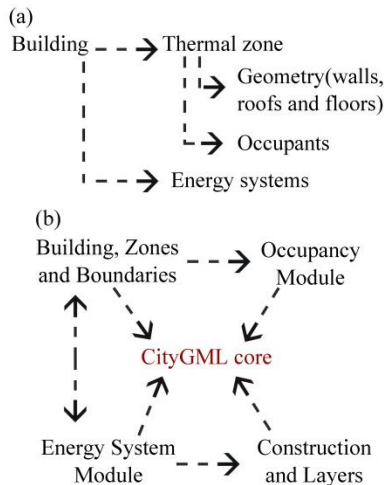 (a)
Building Thermal zone
Geometry(walls,
roofs and floors)
Occupants
Energy systems
(b)
Building, Zones
and Boundaries
Occupancy
Module
CityGML core
Energy System
Module
Construction
and Layers